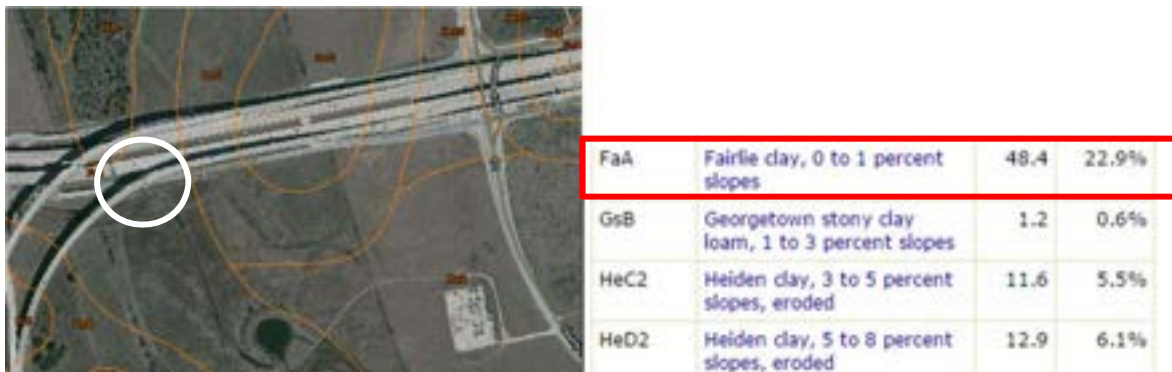 FaA Fairlie clay, 0 to 1 percent 48.4 22.9%
slopes
GsB Georgetown stony clay 1.2 0.6%
loam, 1 to 3 percent slopes
HeC2 Heiden clay, 3 to 5 percent 11.6 5.5%
slopes, eroded
HeD2 Heiden clay, 5 to 8 percent 12.9 6.1%
slopes, eroded